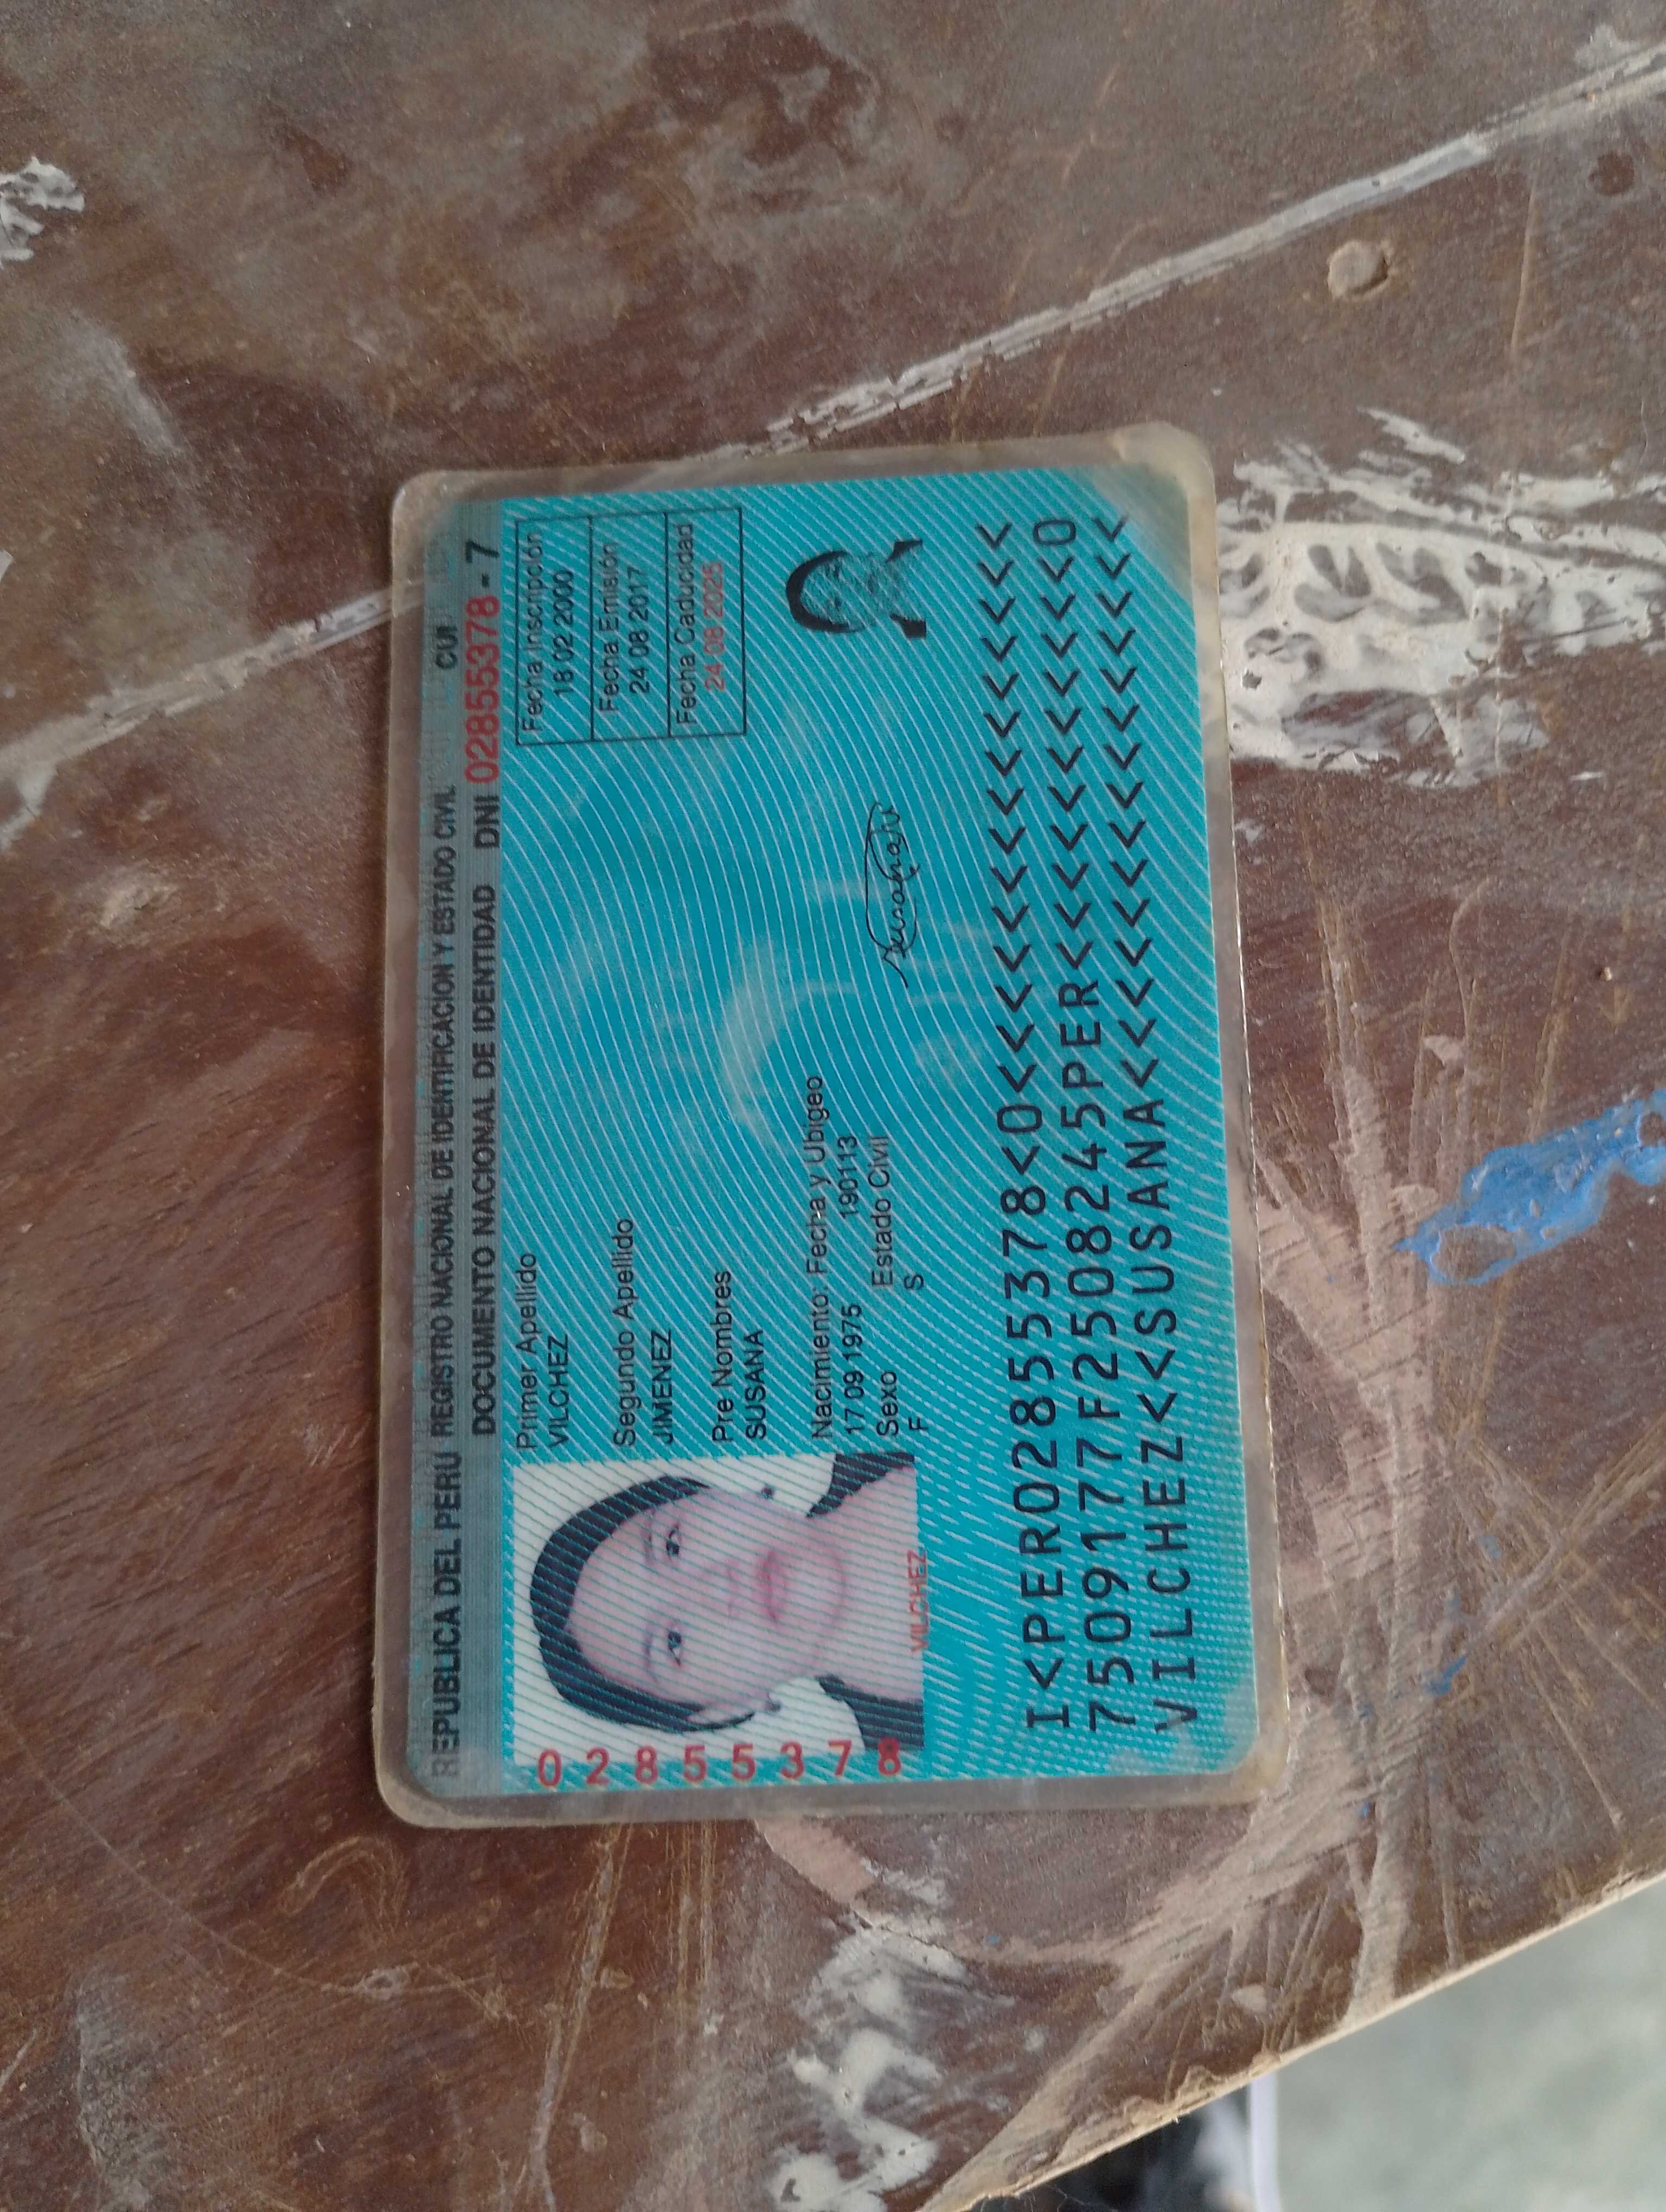 REPUBLICA DEL PERU REGISTRO NACIONAL DE IDENTIFICACION Y ESTADO CIVIL CUI
DOCUMENTO NACIONAL DE IDENTIDAD DNI 02855378 - 7
Primer Apellido
VILCHEZ
Segundo Apellido
JIMENEZ
Pre Nombres
SUSANA
Nacimiento: Fecha y Ubigeo
17 09 1975 190113
Sexo Estado Civil
F S
Fecha Inscripción
18 02 2000
Fecha Emisión
24 08 2017
Fecha Caducidad
24 08 2025
02855378
VILCHEZ
I<PER02855378<0<<<<<<<<<<<<<<<
7509177F2508245PER<<<<<<<<<<<0
VILCHEZ<<SUSANA<<<<<<<<<<<<<<<